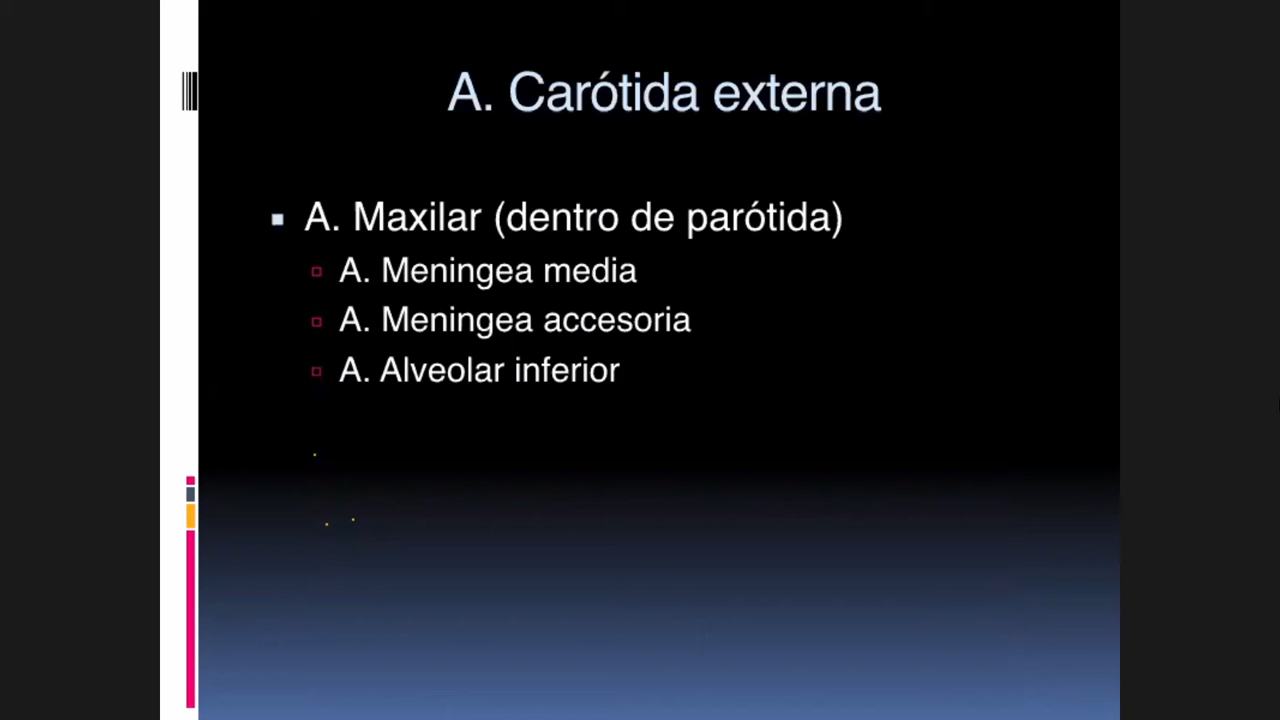 A. Carótida externa
A. Maxilar (dentro de parótida)
A. Meningea media
A. Meningea accesoria
A. Alveolar inferior